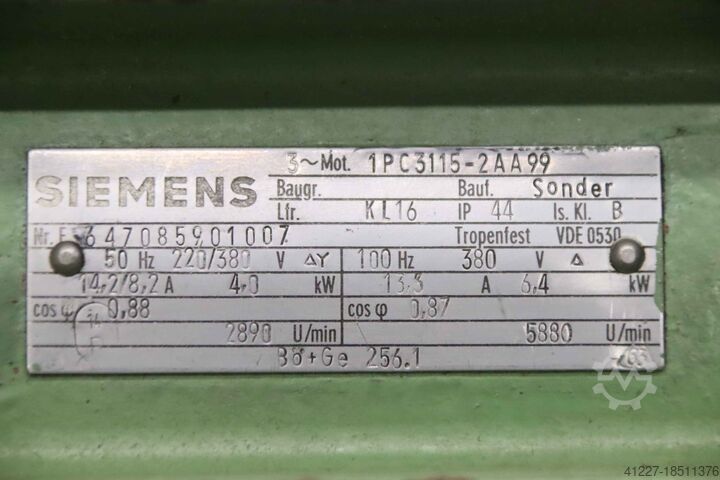 3~Mot. 1PC3115-2AA99
SIEMENS Baugr. Bauf. Sonder
Lfr. KL16 IP 44 Is. Kl. B
Nr. E 647085901007 Tropenfest VDE 0530
50 Hz 220/380 V ΔY 100 Hz 380 V Δ
14,2/8,2 A 4,0 kW 13,3 A 6,4 kW
cos φ 0,88 cos φ 0,87
2890 U/min 5880 U/min
Bö+Ge 256.1
41227-18511376